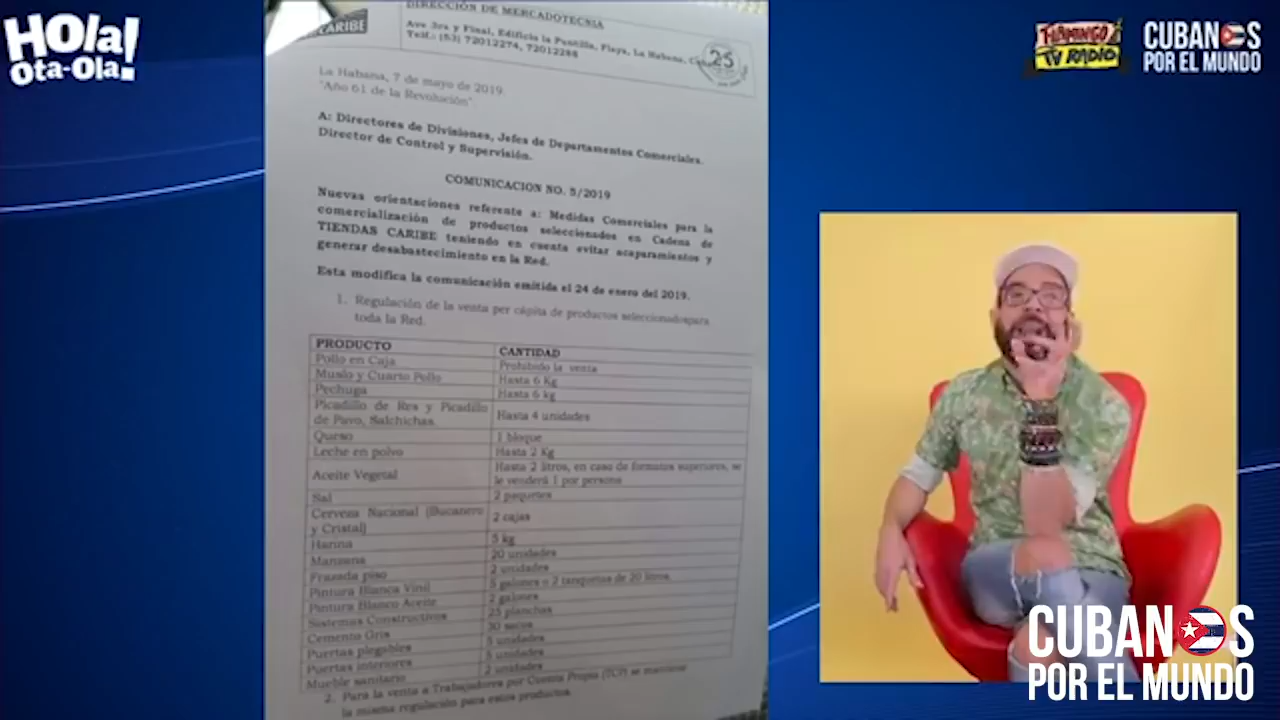 HOla!
Ota-Ola!
FLAMINGO
TV RADIO
CUBANOS
POR EL MUNDO
CARIBE
DIRECCIÓN DE MERCADOTECNIA
Ave 3ra y Final, Edificio la Puntilla, Playa, La Habana,
Telf.: (53) 72012274, 72012288
25
La Habana, 7 de mayo de 2019.
"Año 61 de la Revolución"
A: Directores de Divisiones, Jefes de Departamentos Comerciales.
Director de Control y Supervisión.
COMUNICACION NO. 5/2019
Nuevas orientaciones referente a: Medidas Comerciales para la
comercialización de productos seleccionados en Cadena de
TIENDAS CARIBE teniendo en cuenta evitar acaparamientos y
generar desabastecimiento en la Red.
Esta modifica la comunicación emitida el 24 de enero del 2019.
1. Regulación de la venta per cápita de productos seleccionadospara
toda la Red.
PRODUCTO CANTIDAD
Pollo en Caja Prohibido la venta
Muslo y Cuarto Pollo Hasta 6 Kg
Pechuga Hasta 6 kg
Picadillo de Res y Picadillo
de Pavo, Salchichas. Hasta 4 unidades
Queso 1 bloque
Leche en polvo Hasta 2 Kg
Aceite Vegetal Hasta 2 litros, en caso de formatos superiores, se
le venderá 1 por persona
Sal 2 paquetes
Cerveza Nacional (Bucanero
y Cristal) 2 cajas
Harina 5 kg
Manzana 20 unidades
Frazada piso 2 unidades
Pintura Blanca Vinil 5 galones o 2 tanquetas de 20 litros.
Pintura Blanco Aceite 2 galones
Sistemas Constructivos 25 planchas
Cemento Gris 30 sacos
Puertas plegables 5 unidades
Puertas interiores 5 unidades
Mueble sanitario 2 unidades
2. Para la venta a Trabajadores por Cuenta Propia (TCP) se mantiene
la misma regulación para estos productos.
CUBANOS
POR EL MUNDO